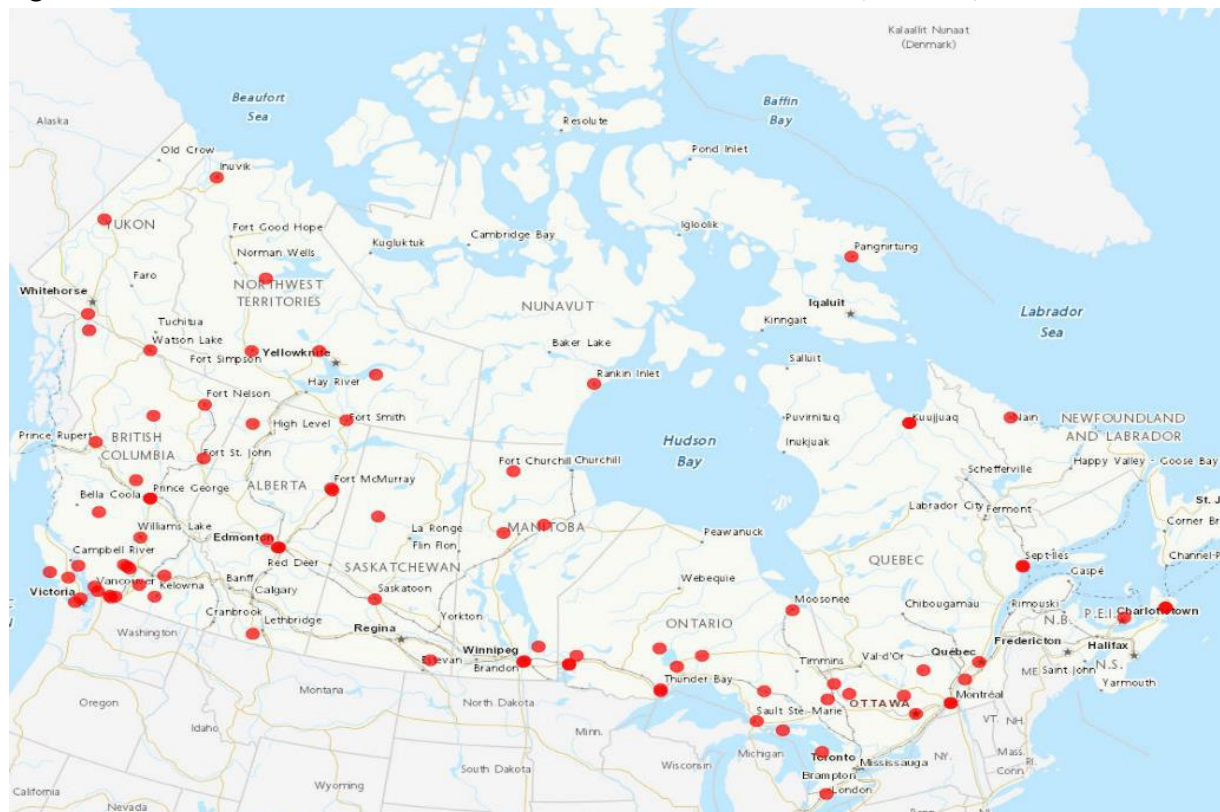 Kalaallit Nunaat
(Denmark)
Beaufort
Sea
Baffin
Bay
Alaska
Resolute
Old Crow
Pond Inlet
Inuvik
YUKON
Fort Good Hope
Igloolik
Kugluktuk
Cambridge Bay
Pangnirtung
Norman Wells
Faro
NORTHWEST
TERRITORIES
Whitehorse
NUNAVUT
Iqaluit
Labrador
Sea
Kinngait
Tuchitua
Watson Lake
Baker Lake
Fort Simpson
Yellowknife
Salluit
Rankin Inlet
Hay River
Fort Nelson
Fort Smith
Puvirnituq
Kuujjuaq
Nain
NEWFOUNDLAND
AND LABRADOR
High Level
Prince Rupert
BRITISH
COLUMBIA
Hudson
Bay
Inukjuak
Fort St. John
Fort Churchill
Churchill
Schefferville
Happy Valley - Goose Bay
ALBERTA
Fort McMurray
Bella Coola
Prince George
Labrador City
Fermont
St. J
Williams Lake
Edmonton
La Ronge
MANITOBA
Peawanuck
Corner Br
Flin Flon
Campbell River
Red Deer
SASKATCHEWAN
QUEBEC
Sept-Îles
Channel-P
Webequie
Gaspé
Vancouver
Kelowna
Banff
Victoria
Calgary
Saskatoon
Moosonee
Chibougamau
Rimouski
P.E.I.
Charlottetown
Cranbrook
Lethbridge
Yorkton
ONTARIO
N.B.
Washington
Regina
Winnipeg
Timmins
Val-d'Or
Québec
Fredericton
Halifax
Estevan
Brandon
ME
Saint John
N.S.
Thunder Bay
Yarmouth
Montana
North Dakota
Sault Ste.-Marie
OTTAWA
Montréal
Oregon
Minn.
VT.
NH.
Idaho
Michigan
Toronto
Mississauga
NY.
Mass.
South Dakota
Wisconsin
Brampton
Conn
RI.
Wyoming
London
California
Nevada